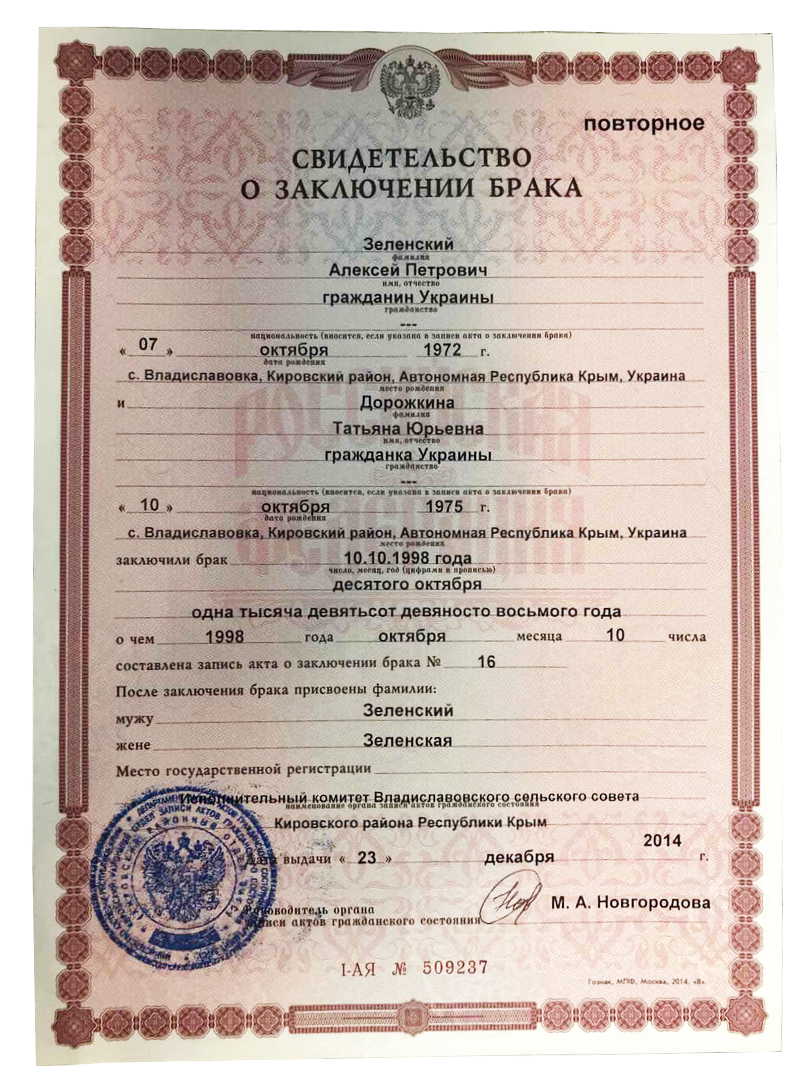 повторное
СВИДЕТЕЛЬСТВО
О ЗАКЛЮЧЕНИИ БРАКА
Зеленский
фамилия
Алексей Петрович
имя, отчество
гражданин Украины
гражданство
---
национальность (вносится, если указана в записи акта о заключении брака)
« 07 » октября 1972 г.
дата рождения
с. Владиславовка, Кировский район, Автономная Республика Крым, Украина
место рождения
и Дорожкина
фамилия
Татьяна Юрьевна
имя, отчество
гражданка Украины
гражданство
---
национальность (вносится, если указана в записи акта о заключении брака)
« 10 » октября 1975 г.
дата рождения
с. Владиславовка, Кировский район, Автономная Республика Крым, Украина
место рождения
заключили брак 10.10.1998 года
число, месяц, год (цифрами и прописью)
десятого октября
одна тысяча девятьсот девяносто восьмого года
о чем 1998 года октября месяца 10 числа
составлена запись акта о заключении брака № 16
После заключения брака присвоены фамилии:
мужу Зеленский
жене Зеленская
Место государственной регистрации
Исполнительный комитет Владиславовского сельского совета
наименование органа записи актов гражданского состояния
Кировского района Республики Крым
Дата выдачи « 23 » декабря 2014 г.
Руководитель органа
записи актов гражданского состояния М. А. Новгородова
I-АЯ № 509237
Гознак, МПФ, Москва, 2014, «В».